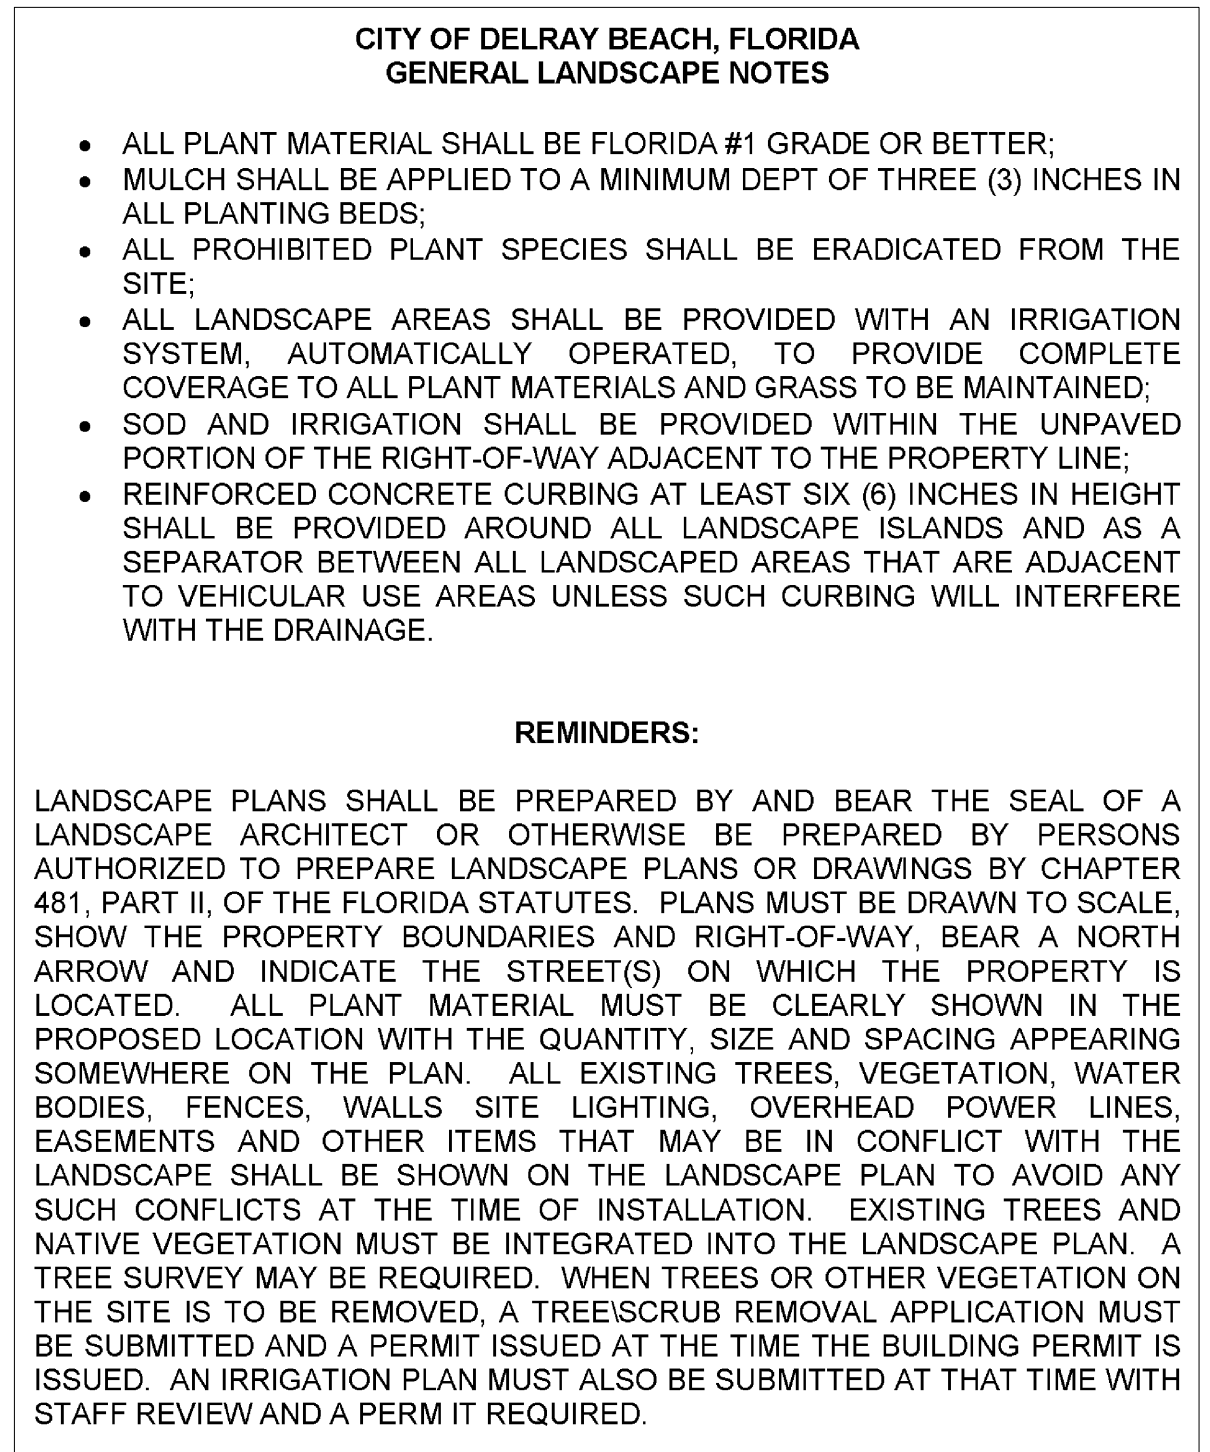 CITY OF DELRAY BEACH, FLORIDA
GENERAL LANDSCAPE NOTES
• ALL PLANT MATERIAL SHALL BE FLORIDA #1 GRADE OR BETTER;
• MULCH SHALL BE APPLIED TO A MINIMUM DEPT OF THREE (3) INCHES IN
ALL PLANTING BEDS;
• ALL PROHIBITED PLANT SPECIES SHALL BE ERADICATED FROM THE
SITE;
• ALL LANDSCAPE AREAS SHALL BE PROVIDED WITH AN IRRIGATION
SYSTEM, AUTOMATICALLY OPERATED, TO PROVIDE COMPLETE
COVERAGE TO ALL PLANT MATERIALS AND GRASS TO BE MAINTAINED;
• SOD AND IRRIGATION SHALL BE PROVIDED WITHIN THE UNPAVED
PORTION OF THE RIGHT-OF-WAY ADJACENT TO THE PROPERTY LINE;
• REINFORCED CONCRETE CURBING AT LEAST SIX (6) INCHES IN HEIGHT
SHALL BE PROVIDED AROUND ALL LANDSCAPE ISLANDS AND AS A
SEPARATOR BETWEEN ALL LANDSCAPED AREAS THAT ARE ADJACENT
TO VEHICULAR USE AREAS UNLESS SUCH CURBING WILL INTERFERE
WITH THE DRAINAGE.
REMINDERS:
LANDSCAPE PLANS SHALL BE PREPARED BY AND BEAR THE SEAL OF A
LANDSCAPE ARCHITECT OR OTHERWISE BE PREPARED BY PERSONS
AUTHORIZED TO PREPARE LANDSCAPE PLANS OR DRAWINGS BY CHAPTER
481, PART II, OF THE FLORIDA STATUTES. PLANS MUST BE DRAWN TO SCALE,
SHOW THE PROPERTY BOUNDARIES AND RIGHT-OF-WAY, BEAR A NORTH
ARROW AND INDICATE THE STREET(S) ON WHICH THE PROPERTY IS
LOCATED. ALL PLANT MATERIAL MUST BE CLEARLY SHOWN IN THE
PROPOSED LOCATION WITH THE QUANTITY, SIZE AND SPACING APPEARING
SOMEWHERE ON THE PLAN. ALL EXISTING TREES, VEGETATION, WATER
BODIES, FENCES, WALLS SITE LIGHTING, OVERHEAD POWER LINES,
EASEMENTS AND OTHER ITEMS THAT MAY BE IN CONFLICT WITH THE
LANDSCAPE SHALL BE SHOWN ON THE LANDSCAPE PLAN TO AVOID ANY
SUCH CONFLICTS AT THE TIME OF INSTALLATION. EXISTING TREES AND
NATIVE VEGETATION MUST BE INTEGRATED INTO THE LANDSCAPE PLAN. A
TREE SURVEY MAY BE REQUIRED. WHEN TREES OR OTHER VEGETATION ON
THE SITE IS TO BE REMOVED, A TREE\SCRUB REMOVAL APPLICATION MUST
BE SUBMITTED AND A PERMIT ISSUED AT THE TIME THE BUILDING PERMIT IS
ISSUED. AN IRRIGATION PLAN MUST ALSO BE SUBMITTED AT THAT TIME WITH
STAFF REVIEW AND A PERM IT REQUIRED.